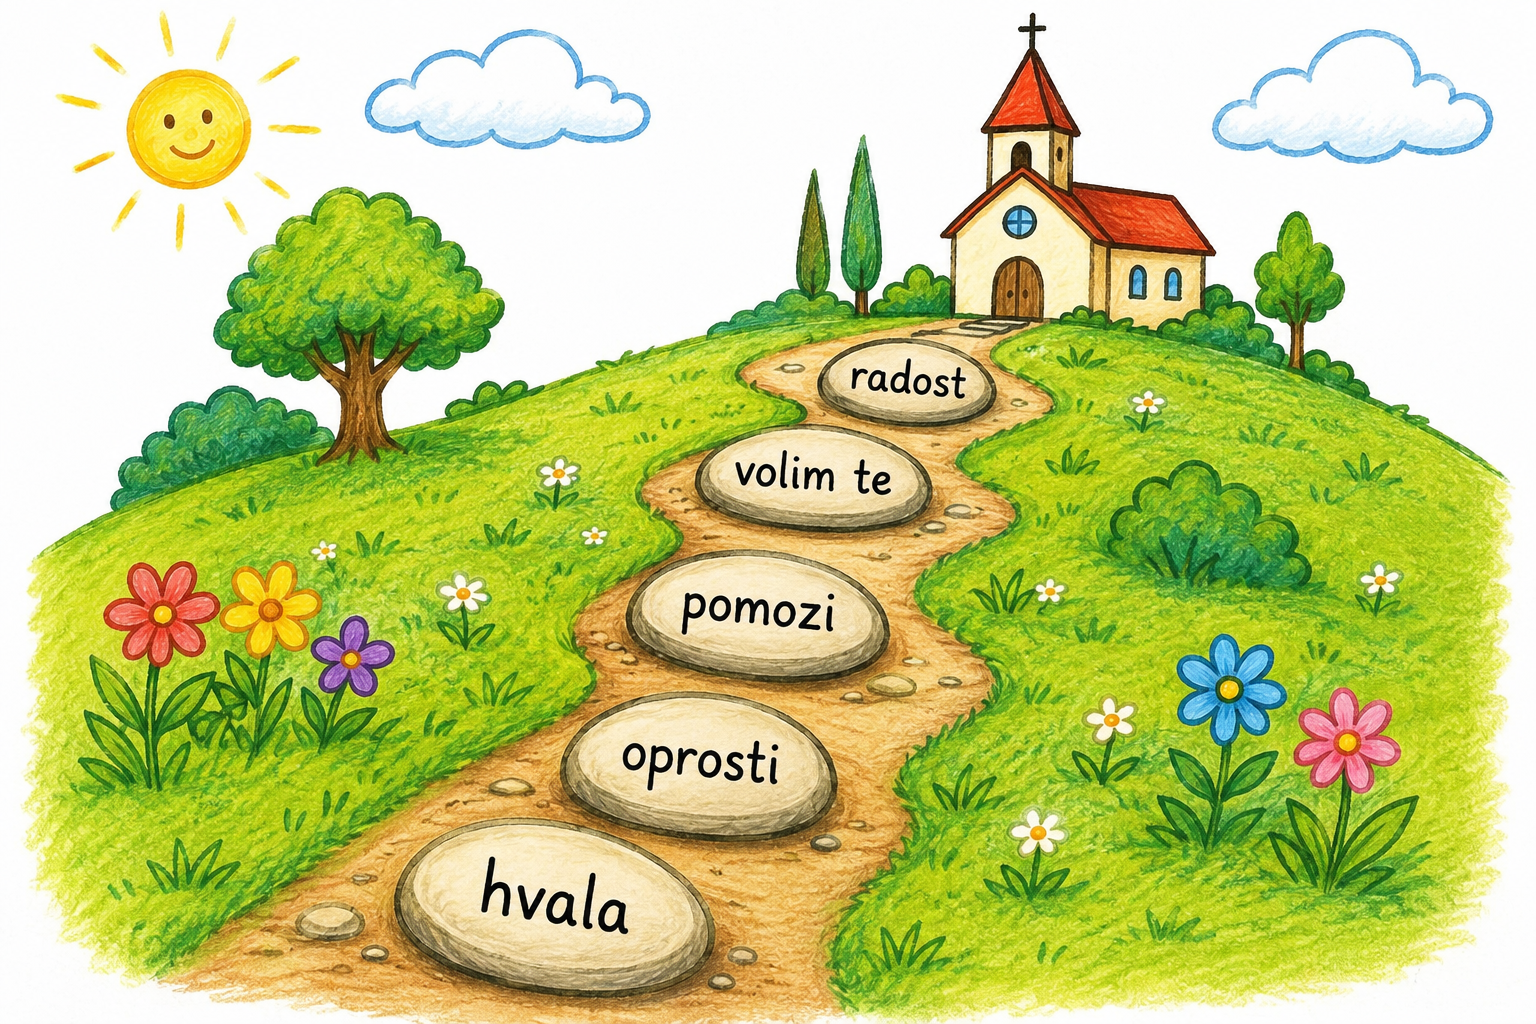 radost
volim te
pomozi
oprosti
hvala